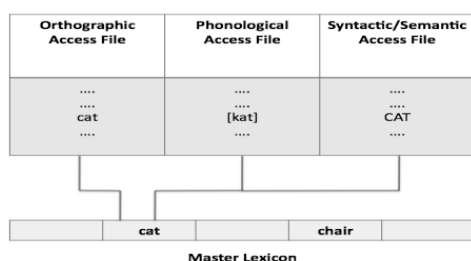 Orthographic Access File
Phonological Access File
Syntactic/Semantic Access File
....
....
cat
....
....
....
[kat]
....
....
....
CAT
....
cat
chair
Master Lexicon